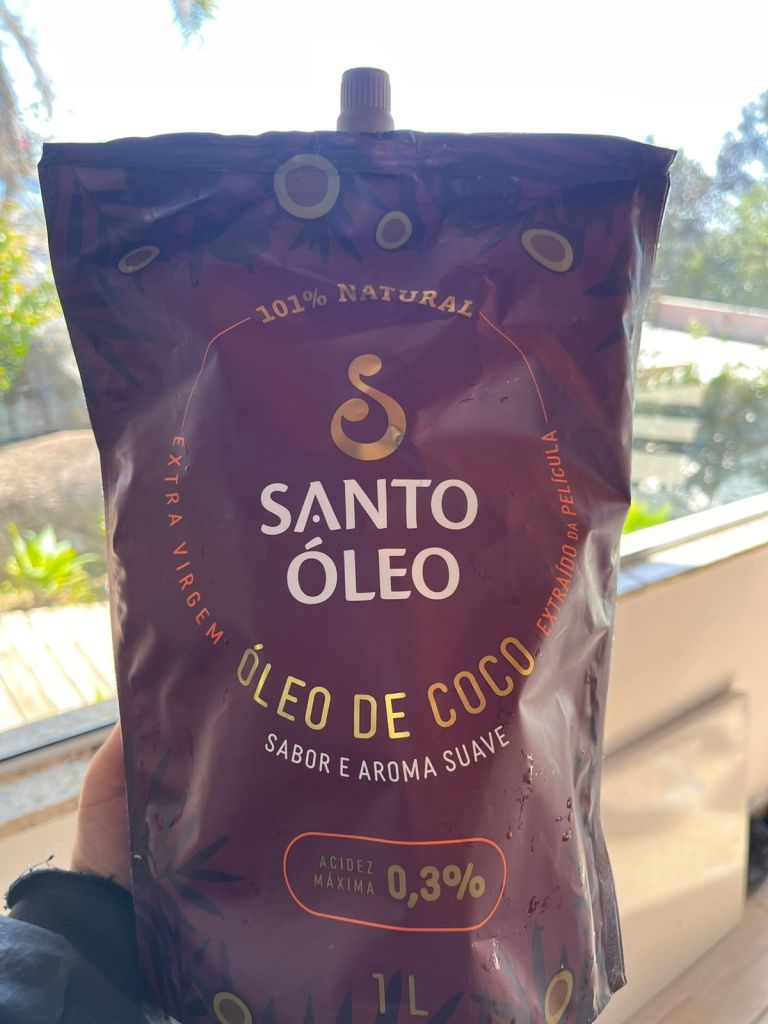 101% NATURAL
EXTRA VIRGEM
EXTRAÍDO DA PELÍCULA
SANTO
ÓLEO
ÓLEO DE COCO
SABOR E AROMA SUAVE
ACIDEZ
MÁXIMA
0,3%
1 L